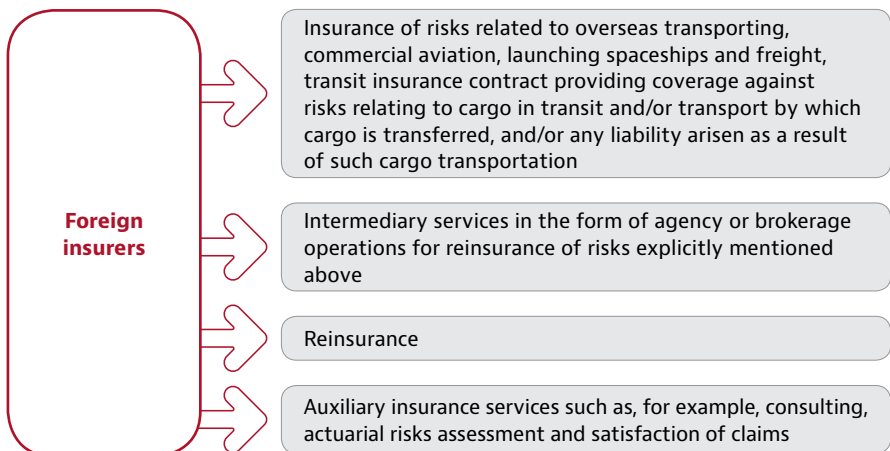 Foreign
insurers
Insurance of risks related to overseas transporting,
commercial aviation, launching spaceships and freight,
transit insurance contract providing coverage against
risks relating to cargo in transit and/or transport by which
cargo is transferred, and/or any liability arisen as a result
of such cargo transportation
Intermediary services in the form of agency or brokerage
operations for reinsurance of risks explicitly mentioned
above
Reinsurance
Auxiliary insurance services such as, for example, consulting,
actuarial risks assessment and satisfaction of claims